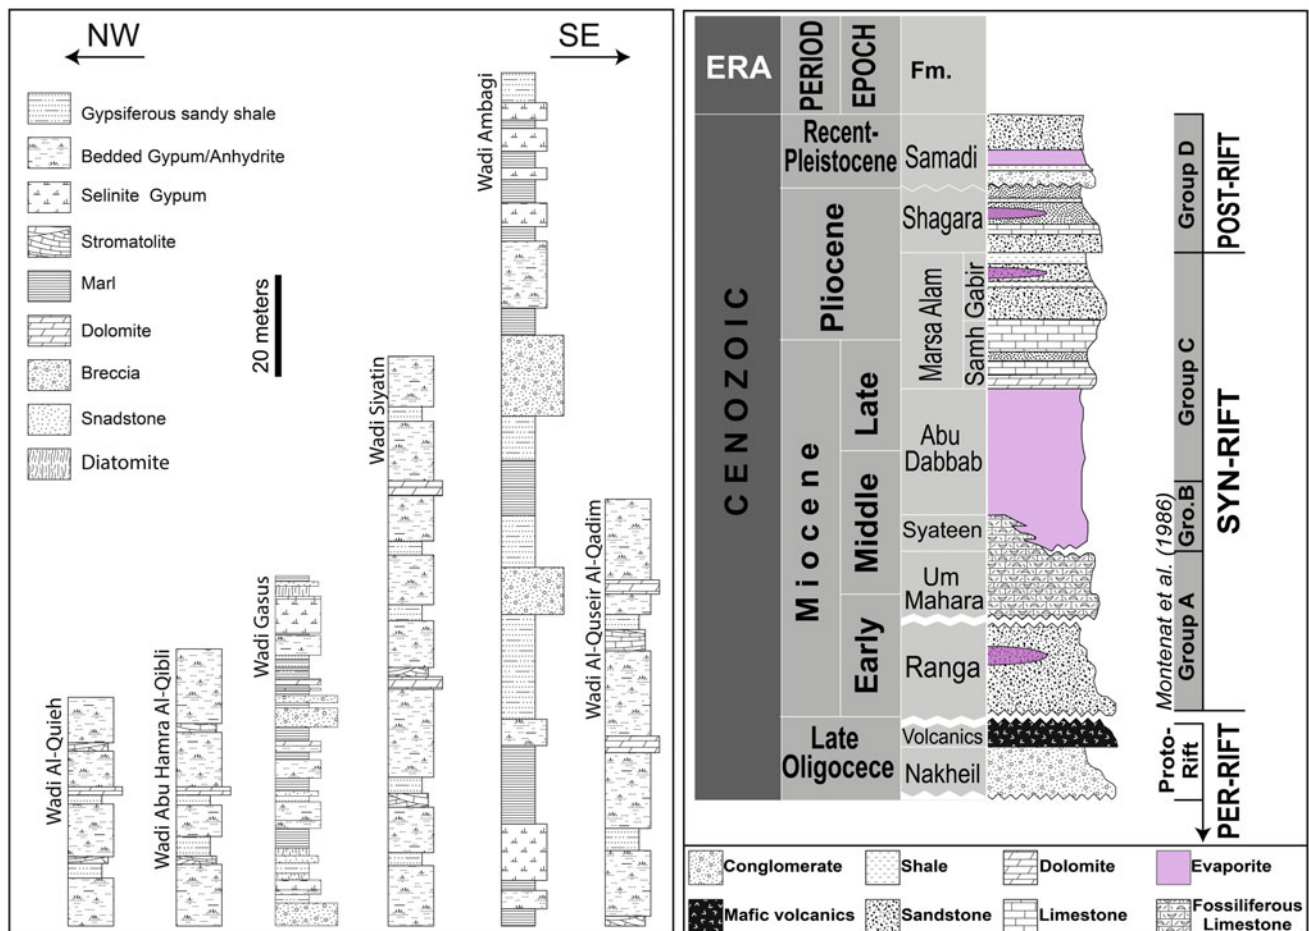 NW
SE
Gypsiferous sandy shale
Bedded Gypum/Anhydrite
Selinite Gypum
Stromatolite
Marl
Dolomite
Breccia
Snadstone
Diatomite
20 meters
Wadi Al-Quieh
Wadi Abu Hamra Al-Qibli
Wadi Gasus
Wadi Siyatin
Wadi Ambagi
Wadi Al-Quseir Al-Qadim
ERA
PERIOD
EPOCH
Fm.
CENOZOIC
Recent-
Pleistocene
Pliocene
Miocene
Late
Middle
Early
Late
Oligocece
Samadi
Shagara
Marsa Alam
Gabir
Samh
Abu
Dabbab
Syateen
Um
Mahara
Ranga
Volcanics
Nakheil
Group D
Group C
Gro.B
Group A
Montenat et al. (1986)
Proto-
Rift
POST-RIFT
SYN-RIFT
PER-RIFT
Conglomerate
Shale
Dolomite
Evaporite
Mafic volcanics
Sandstone
Limestone
Fossiliferous
Limestone